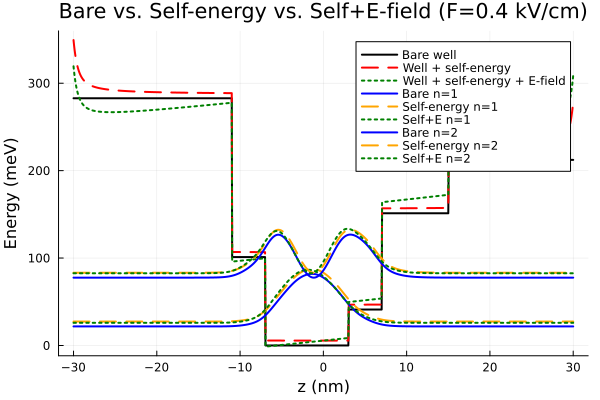 Bare vs. Self-energy vs. Self+E-field (F=0.4 kV/cm)
Energy (meV)
300
200
100
0
Bare well
Well + self-energy
Well + self-energy + E-field
Bare n=1
Self-energy n=1
Self+E n=1
Bare n=2
Self-energy n=2
Self+E n=2
−30
−20
−10
0
10
20
30
z (nm)